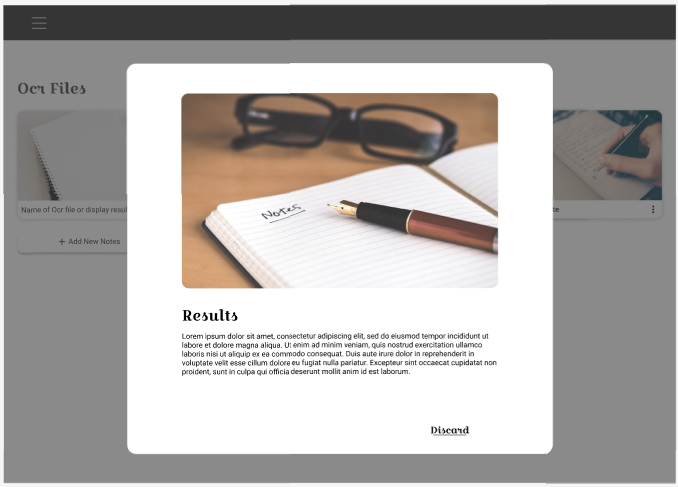 Ocr Files
Name of Ocr file or display resul
+ Add New Notes
Notes
Results
Lorem ipsum dolor sit amet, consectetur adipiscing elit, sed do eiusmod tempor incididunt ut
labore et dolore magna aliqua. Ut enim ad minim veniam, quis nostrud exercitation ullamco
laboris nisi ut aliquip ex ea commodo consequat. Duis aute irure dolor in reprehenderit in
voluptate velit esse cillum dolore eu fugiat nulla pariatur. Excepteur sint occaecat cupidatat non
proident, sunt in culpa qui officia deserunt mollit anim id est laborum.
Discard